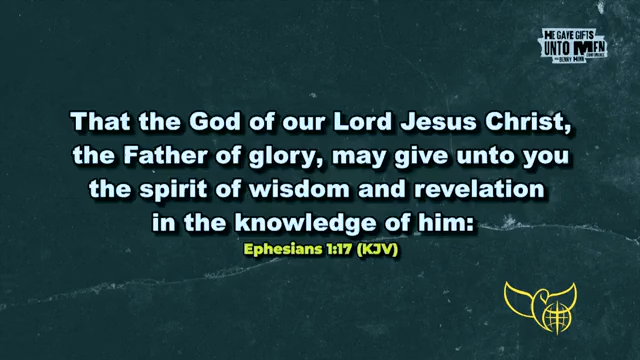 HE GAVE GIFTS
UNTO MEN
That the God of our Lord Jesus Christ,
the Father of glory, may give unto you
the spirit of wisdom and revelation
in the knowledge of him:
Ephesians 1:17 (KJV)